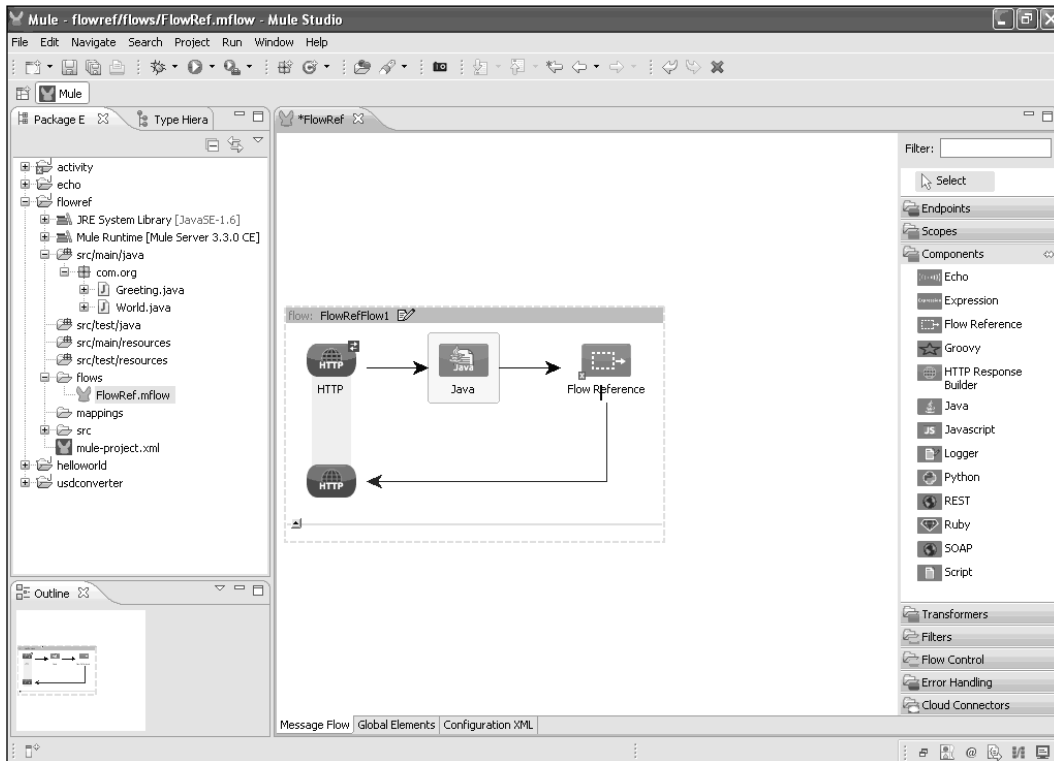 Mule - flowref/flows/FlowRef.mflow - Mule Studio
File Edit Navigate Search Project Run Window Help
Mule
Package E
Type Hiera
activity
echo
flowref
JRE System Library [JavaSE-1.6]
Mule Runtime [Mule Server 3.3.0 CE]
src/main/java
com.org
Greeting.java
World.java
src/test/java
src/main/resources
src/test/resources
flows
FlowRef.mflow
mappings
src
mule-project.xml
helloworld
usdconverter
Outline
*FlowRef
flow: FlowRefFlow1
HTTP
HTTP
Java
Java
Flow Reference
HTTP
Message Flow
Global Elements
Configuration XML
Filter:
Select
Endpoints
Scopes
Components
Echo
Expression
Flow Reference
Groovy
HTTP Response
Builder
Java
JS Javascript
Logger
Python
REST
Ruby
SOAP
Script
Transformers
Filters
Flow Control
Error Handling
Cloud Connectors